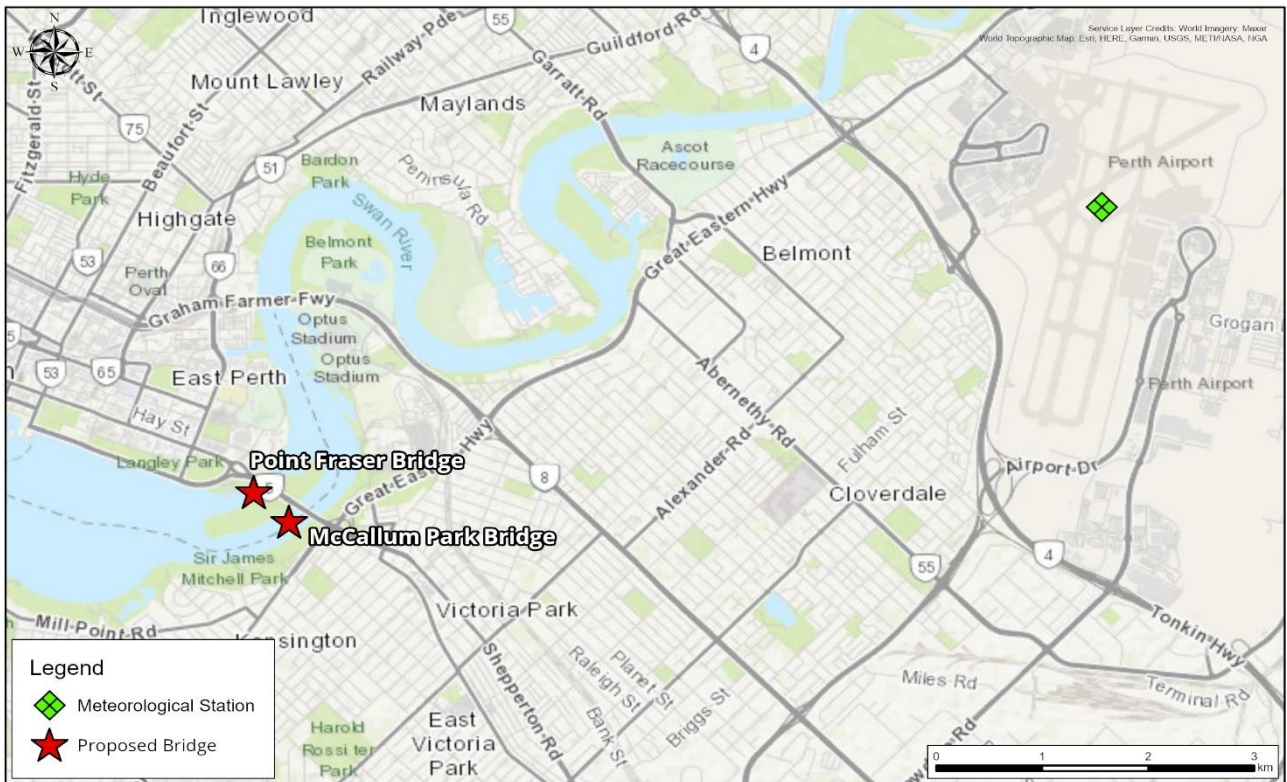 N
W
E
S
Service Layer Credits: World Imagery: Maxar
World Topographic Map: Esri, HERE, Garmin, USGS, METI/NASA, NGA
Inglewood
Railway Pde
55
Guildford Rd
4
Garratt Rd
Mount Lawley
Maylands
Fitzgerald St
75
Beaufort St
51
Bardon
Park
Peninsula Rd
Ascot
Racecourse
Perth Airport
Hyde
Park
Swan River
Highgate
Belmont
Park
Great Eastern Hwy
Belmont
53
66
Perth
Oval
Graham Farmer Fwy
Optus
Stadium
Optus
Stadium
Grogan
5
53
65
East Perth
Abernethy Rd
Perth Airport
Hay St
Great Eastern Hwy
Fulham St
Langley Park
Point Fraser Bridge
5
8
Alexander Rd
Airport Dr
Cloverdale
McCallum Park Bridge
Sir James
Mitchell Park
55
4
Victoria Park
Tonkin Hwy
Mill Point Rd
Kensington
Shepperton Rd
Raleigh St
Planet St
Miles Rd
Terminal Rd
Bank St
Briggs St
Harold
Rossiter
Park
East
Victoria
Park
Legend
Meteorological Station
Proposed Bridge
0 1 2 3
km